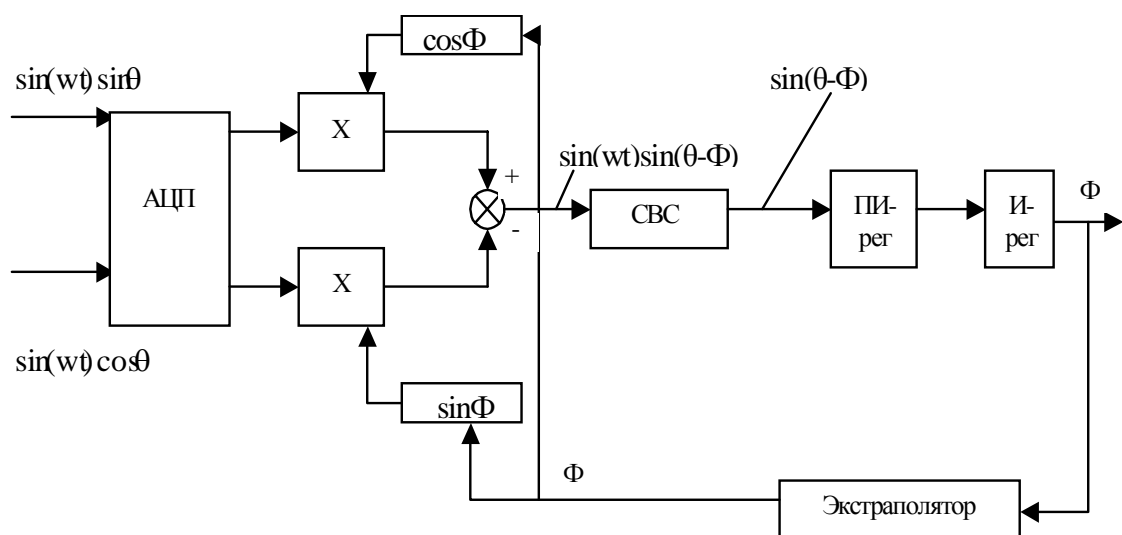 cosΦ
sin(wt) sinθ
X
sin(θ-Φ)
+
sin(wt)sin(θ-Φ)
АЦП
СВС
ПИ-
рег
И-
рег
Φ
-
X
sin(wt) cosθ
sinΦ
Φ
Экстраполятор